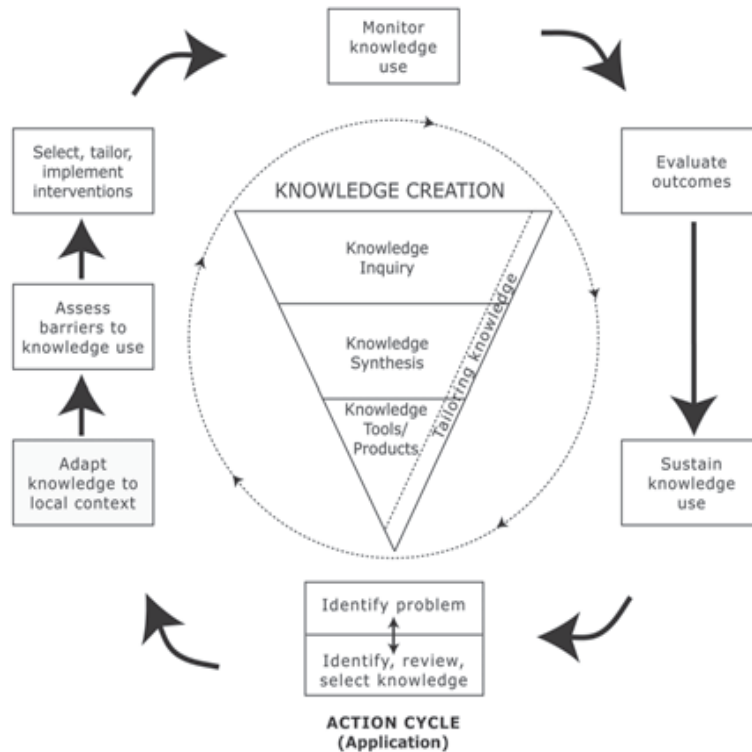 Monitor
knowledge
use
Select, tailor,
implement
interventions
Evaluate
outcomes
KNOWLEDGE CREATION
Knowledge
Inquiry
Assess
barriers to
knowledge use
Knowledge
Synthesis
Tailoring knowledge
Knowledge
Tools/
Products
Adapt
knowledge to
local context
Sustain
knowledge
use
Identify problem
Identify, review,
select knowledge
ACTION CYCLE
(Application)